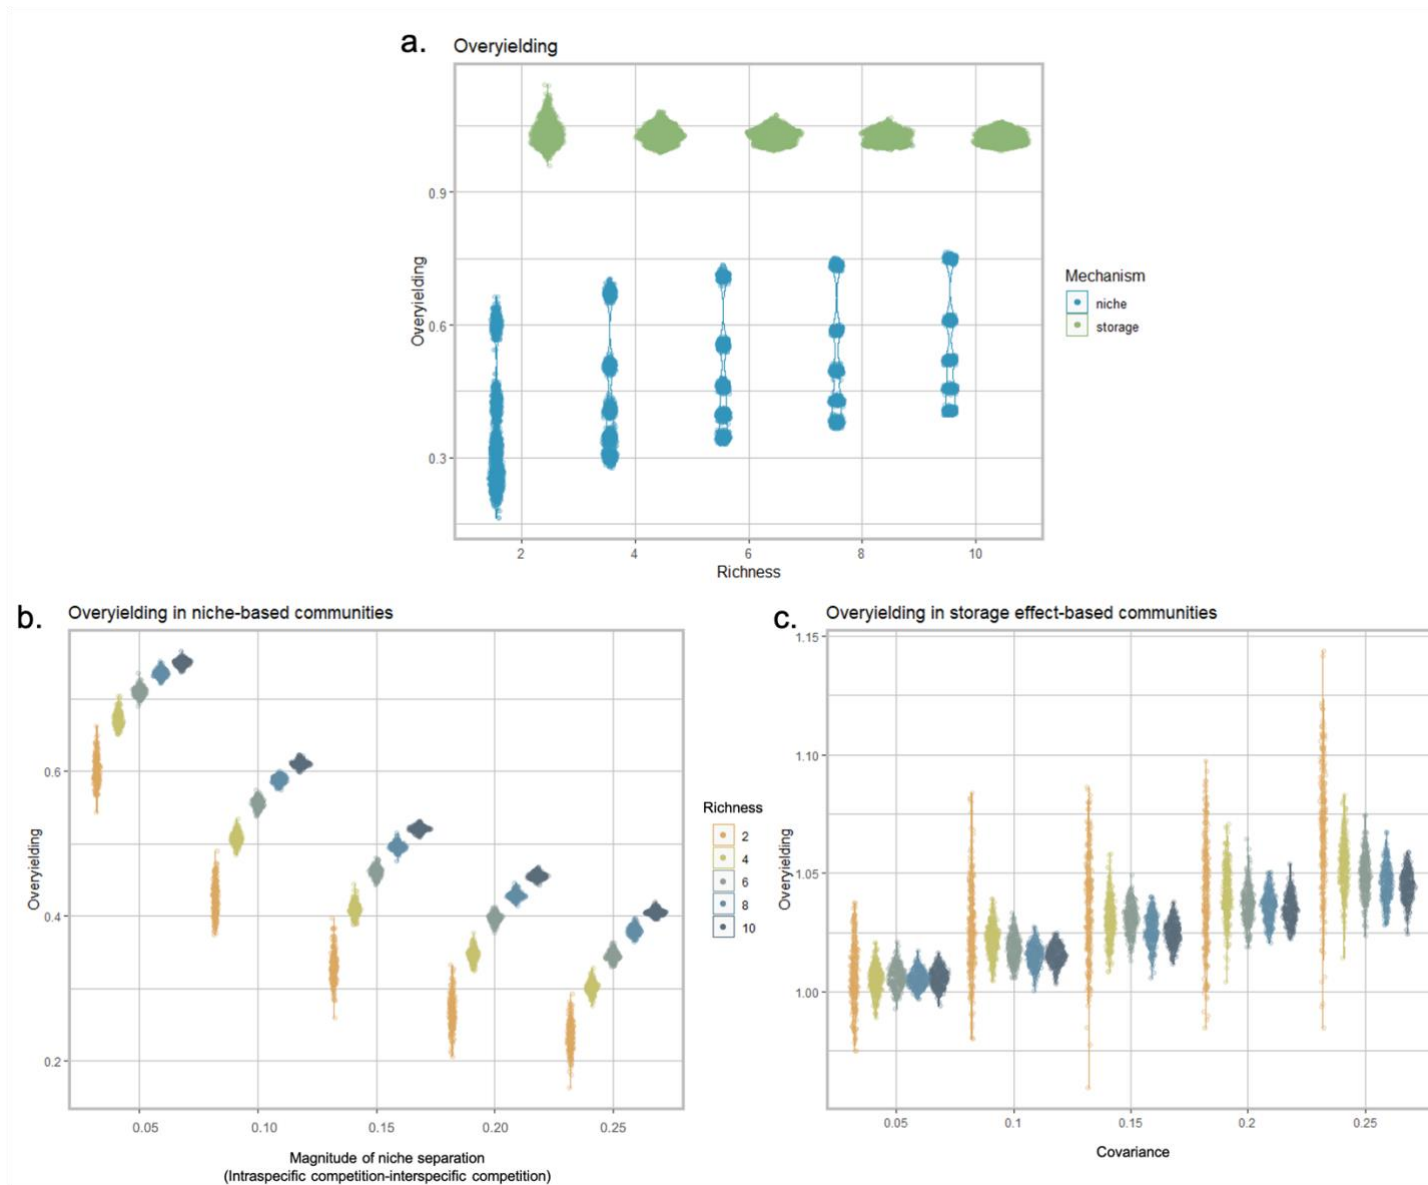 a. Overyielding
Overyielding
0.9
0.6
0.3
2 4 6 8 10
Richness
Mechanism
niche
storage
b. Overyielding in niche-based communities
Overyielding
0.6
0.4
0.2
0.05 0.10 0.15 0.20 0.25
Magnitude of niche separation
(Intraspecific competition-interspecific competition)
Richness
2
4
6
8
10
c. Overyielding in storage effect-based communities
Overyielding
1.15
1.10
1.05
1.00
0.05 0.1 0.15 0.2 0.25
Covariance